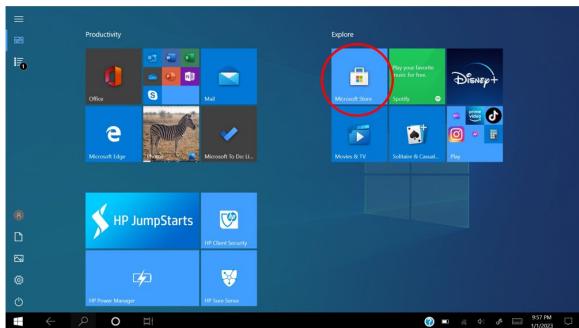 Productivity
Explore
Office
Mail
Play your favorite
music for free.
Disney+
Microsoft Store
Spotify
Microsoft Edge
Photos
Microsoft To Do: Li...
prime
video
Movies & TV
Solitaire & Casual...
Play
HP JumpStarts
HP Client Security
HP Power Manager
HP Sure Sense
9:57 PM
1/1/2023